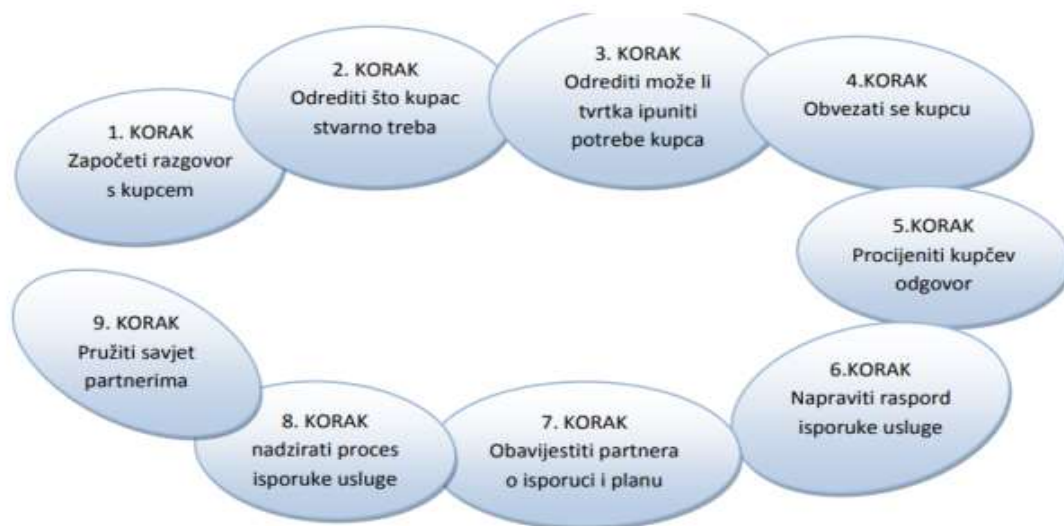 1. KORAK
Započeti razgovor
s kupcem
2. KORAK
Odrediti što kupac
stvarno treba
3. KORAK
Odrediti može li
tvrtka ipuniti
potrebe kupca
4.KORAK
Obvezati se kupcu
5.KORAK
Procijeniti kupčev
odgovor
6.KORAK
Napraviti raspord
isporuke usluge
7. KORAK
Obavijestiti partnera
o isporuci i planu
8. KORAK
nadzirati proces
isporuke usluge
9. KORAK
Pružiti savjet
partnerima